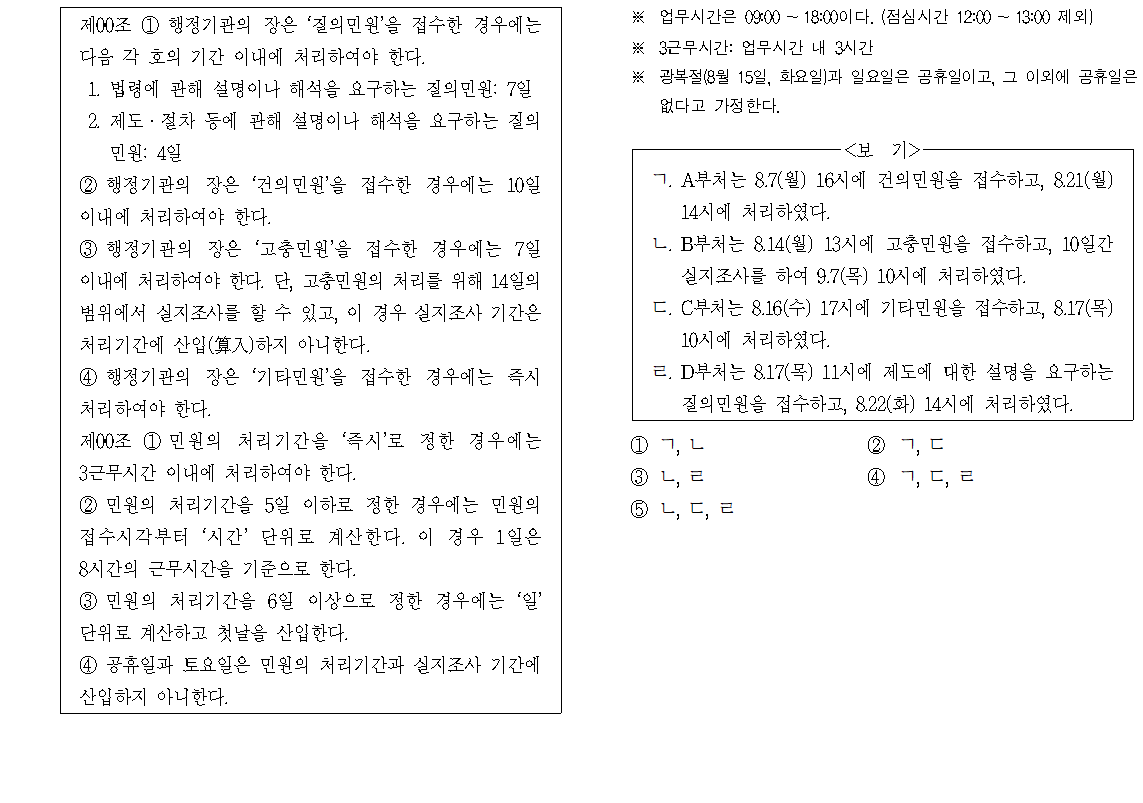 제00조 ① 행정기관의 장은 ‘질의민원’을 접수한 경우에는
다음 각 호의 기간 이내에 처리하여야 한다.
1. 법령에 관해 설명이나 해석을 요구하는 질의민원: 7일
2. 제도·절차 등에 관해 설명이나 해석을 요구하는 질의
민원: 4일
② 행정기관의 장은 ‘건의민원’을 접수한 경우에는 10일
이내에 처리하여야 한다.
③ 행정기관의 장은 ‘고충민원’을 접수한 경우에는 7일
이내에 처리하여야 한다. 단, 고충민원의 처리를 위해 14일의
범위에서 실지조사를 할 수 있고, 이 경우 실지조사 기간은
처리기간에 산입(算入)하지 아니한다.
④ 행정기관의 장은 ‘기타민원’을 접수한 경우에는 즉시
처리하여야 한다.
제00조 ① 민원의 처리기간을 ‘즉시’로 정한 경우에는
3근무시간 이내에 처리하여야 한다.
② 민원의 처리기간을 5일 이하로 정한 경우에는 민원의
접수시각부터 ‘시간’ 단위로 계산한다. 이 경우 1일은
8시간의 근무시간을 기준으로 한다.
③ 민원의 처리기간을 6일 이상으로 정한 경우에는 ‘일’
단위로 계산하고 첫날을 산입한다.
④ 공휴일과 토요일은 민원의 처리기간과 실지조사 기간에
산입하지 아니한다.
※ 업무시간은 09:00 ~ 18:00이다. (점심시간 12:00 ~ 13:00 제외)
※ 3근무시간: 업무시간 내 3시간
※ 광복절(8월 15일, 화요일)과 일요일은 공휴일이고, 그 이외에 공휴일은
없다고 가정한다.
<보 기>
ㄱ. A부처는 8.7(월) 16시에 건의민원을 접수하고, 8.21(월)
14시에 처리하였다.
ㄴ. B부처는 8.14(월) 13시에 고충민원을 접수하고, 10일간
실지조사를 하여 9.7(목) 10시에 처리하였다.
ㄷ. C부처는 8.16(수) 17시에 기타민원을 접수하고, 8.17(목)
10시에 처리하였다.
ㄹ. D부처는 8.17(목) 11시에 제도에 대한 설명을 요구하는
질의민원을 접수하고, 8.22(화) 14시에 처리하였다.
① ㄱ, ㄴ ② ㄱ, ㄷ
③ ㄴ, ㄹ ④ ㄱ, ㄷ, ㄹ
⑤ ㄴ, ㄷ, ㄹ